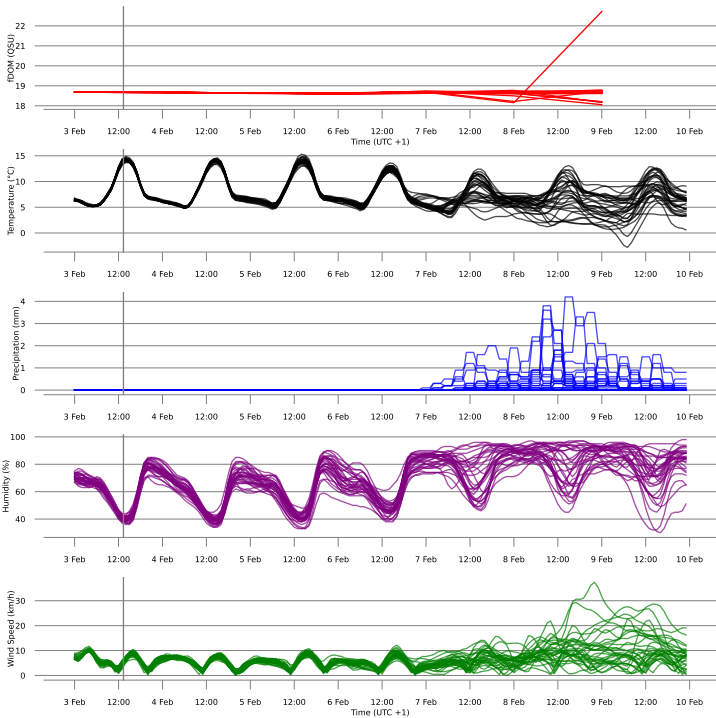 22
21
20
19
18
fDOM (QSU)
3 Feb 12:00 4 Feb 12:00 5 Feb 12:00 6 Feb 12:00 7 Feb 12:00 8 Feb 12:00 9 Feb 12:00 10 Feb
Time (UTC +1)
15
10
5
0
Temperature (°C)
3 Feb 12:00 4 Feb 12:00 5 Feb 12:00 6 Feb 12:00 7 Feb 12:00 8 Feb 12:00 9 Feb 12:00 10 Feb
4
3
2
1
0
Precipitation (mm)
3 Feb 12:00 4 Feb 12:00 5 Feb 12:00 6 Feb 12:00 7 Feb 12:00 8 Feb 12:00 9 Feb 12:00 10 Feb
100
80
60
40
Humidity (%)
3 Feb 12:00 4 Feb 12:00 5 Feb 12:00 6 Feb 12:00 7 Feb 12:00 8 Feb 12:00 9 Feb 12:00 10 Feb
30
20
10
0
Wind Speed (km/h)
3 Feb 12:00 4 Feb 12:00 5 Feb 12:00 6 Feb 12:00 7 Feb 12:00 8 Feb 12:00 9 Feb 12:00 10 Feb
Time (UTC +1)